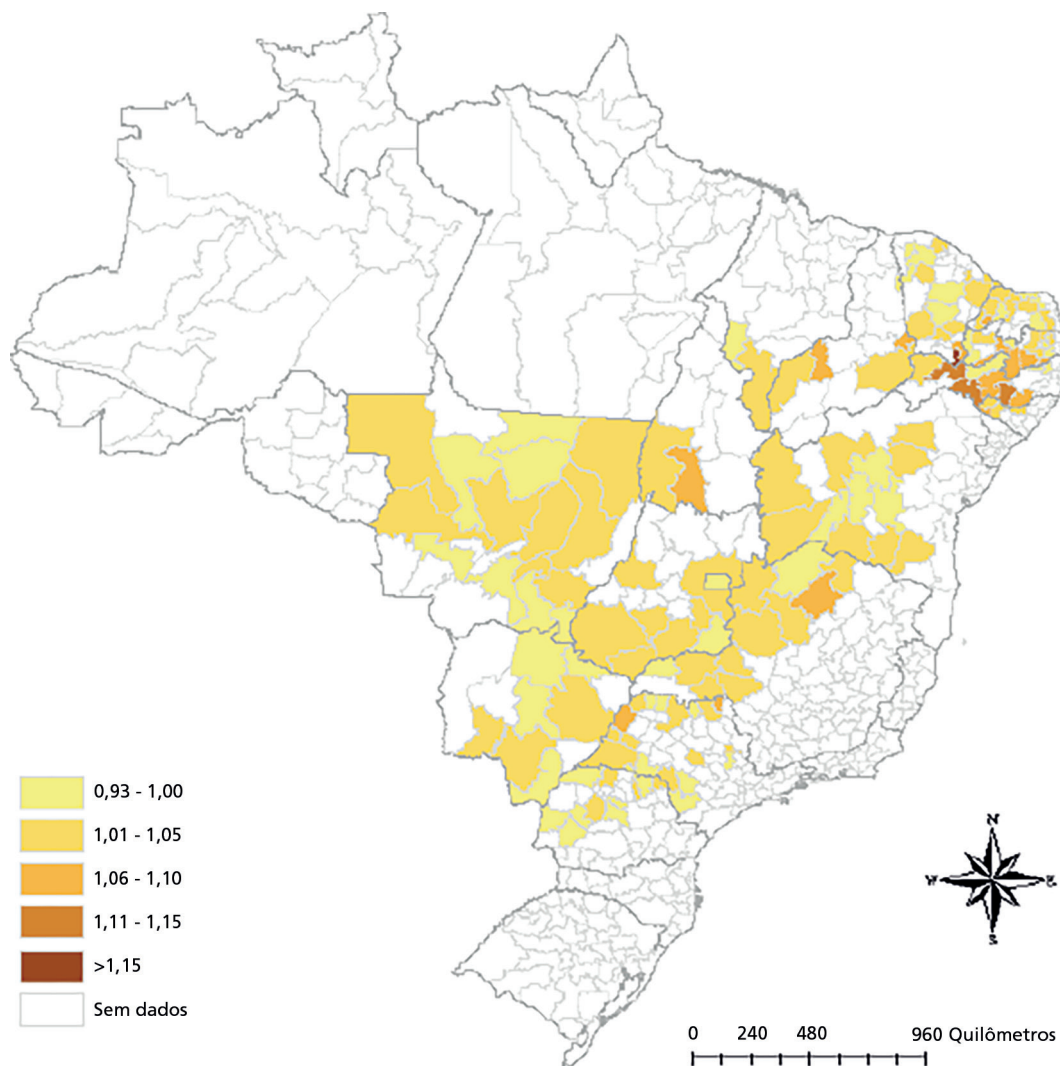 0,93 - 1,00
1,01 - 1,05
1,06 - 1,10
1,11 - 1,15
>1,15
Sem dados
N
W
E
S
0 240 480 960 Quilômetros